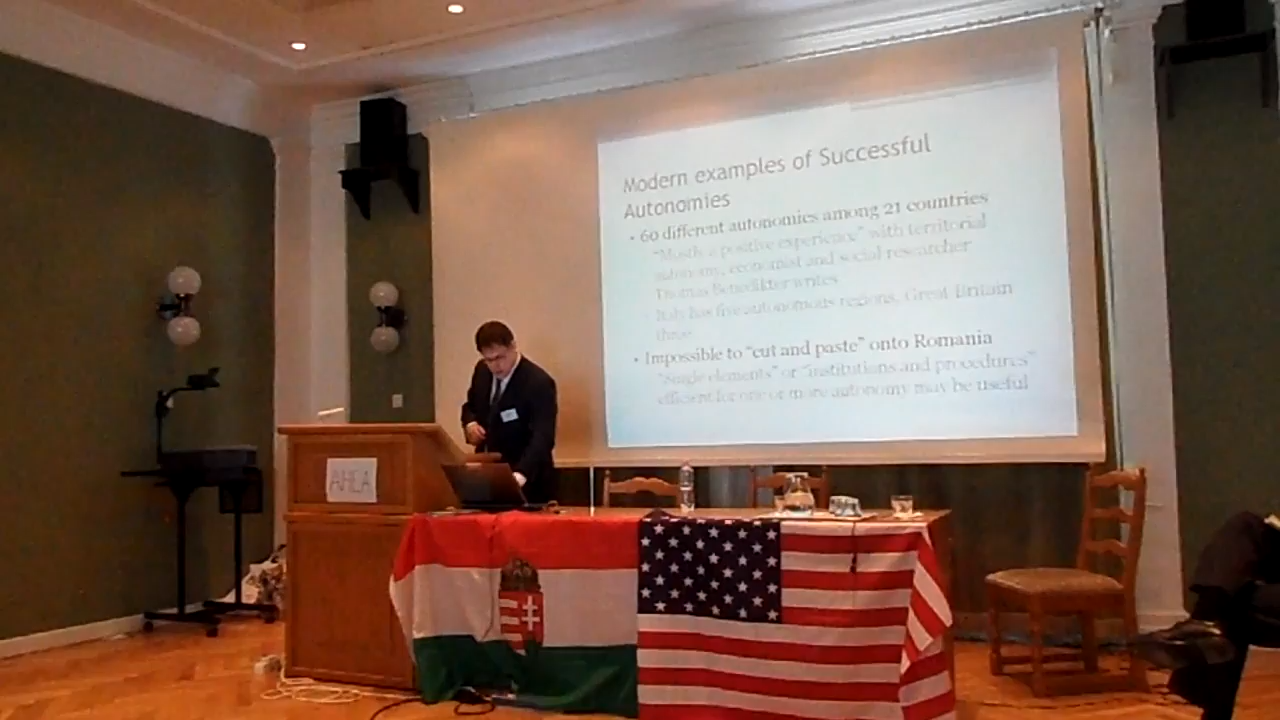 Modern examples of Successful
Autonomies
• 60 different autonomies among 21 countries
"Mostly a positive experience" with territorial
autonomy, economist and social researcher
Thomas Benedikter writes
Italy has five autonomous regions, Great Britain
three
• Impossible to "cut and paste" onto Romania
"Single elements" or "institutions and procedures"
efficient for one or more autonomy may be useful
AHEA